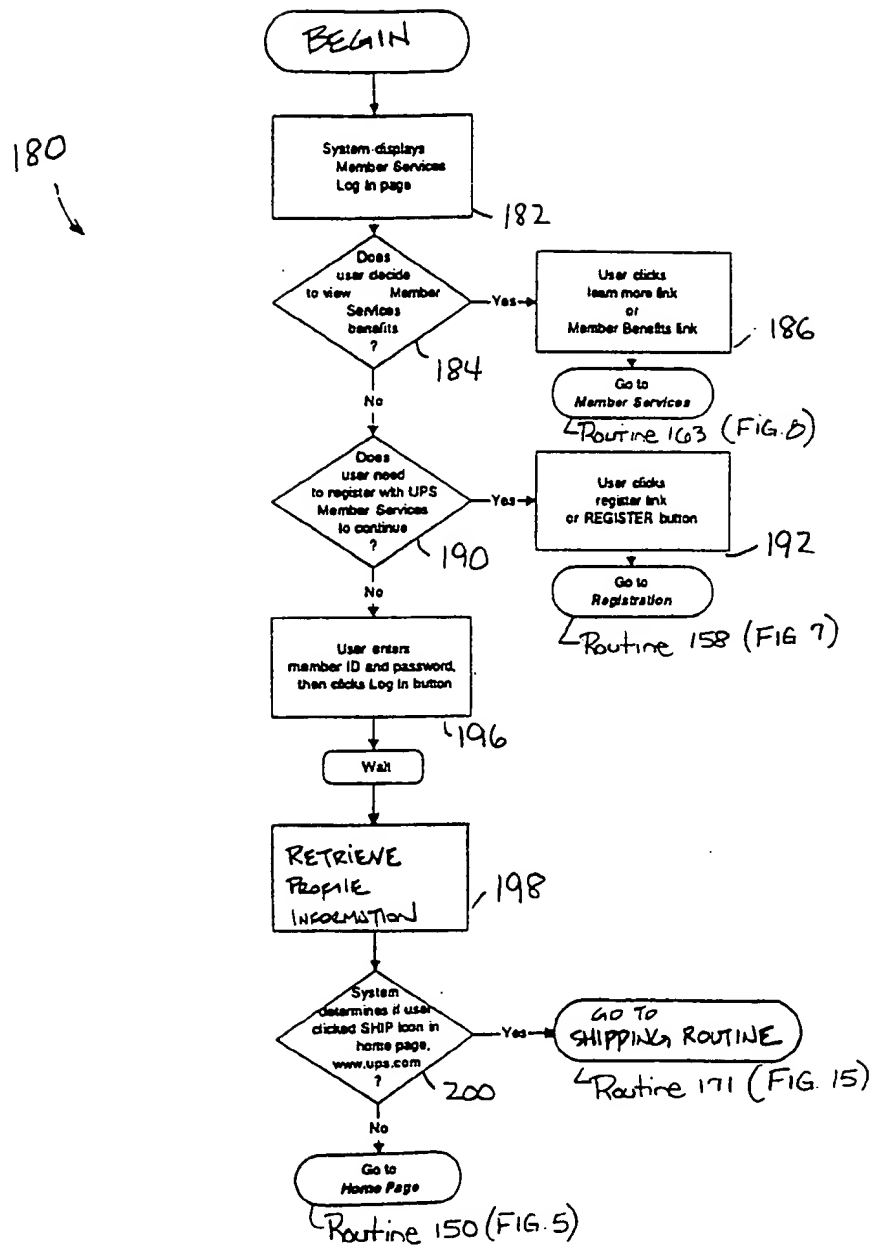 BEGIN
180
System displays
Member Services
Log In page
182
Does
user decide
to view Member
Services
benefits
?
184
Yes
User clicks
learn more link
or
Member Benefits link
186
Go to
Member Services
Routine 163 (FIG. 8)
No
Does
user need
to register with UPS
Member Services
to continue
?
190
Yes
User clicks
register link
or REGISTER button
192
Go to
Registration
Routine 158 (FIG 7)
No
User enters
member ID and password,
then clicks Log In button
196
Wait
RETRIEVE
PROFILE
INFORMATION
198
System
determines if user
clicked SHIP Icon in
home page,
www.ups.com
?
200
Yes
GO TO
SHIPPING ROUTINE
Routine 171 (FIG. 15)
No
Go to
Home Page
Routine 150 (FIG. 5)